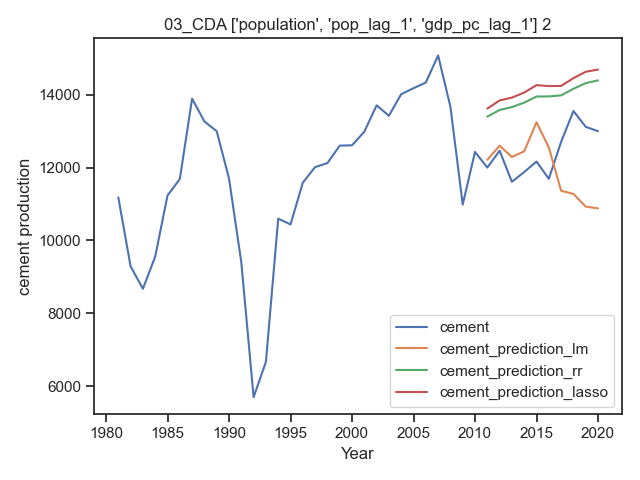 03_CDA ['population', 'pop_lag_1', 'gdp_pc_lag_1'] 2
14000
12000
10000
8000
6000
cement production
cement
cement_prediction_lm
cement_prediction_rr
cement_prediction_lasso
1980 1985 1990 1995 2000 2005 2010 2015 2020
Year